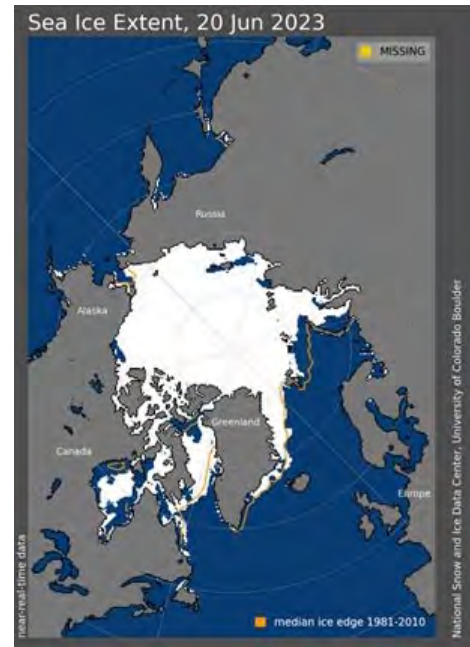 Sea Ice Extent, 20 Jun 2023
MISSING
Russia
Alaska
Greenland
Canada
Europe
near-real-time data
median ice edge 1981-2010
National Snow and Ice Data Center, University of Colorado Boulder